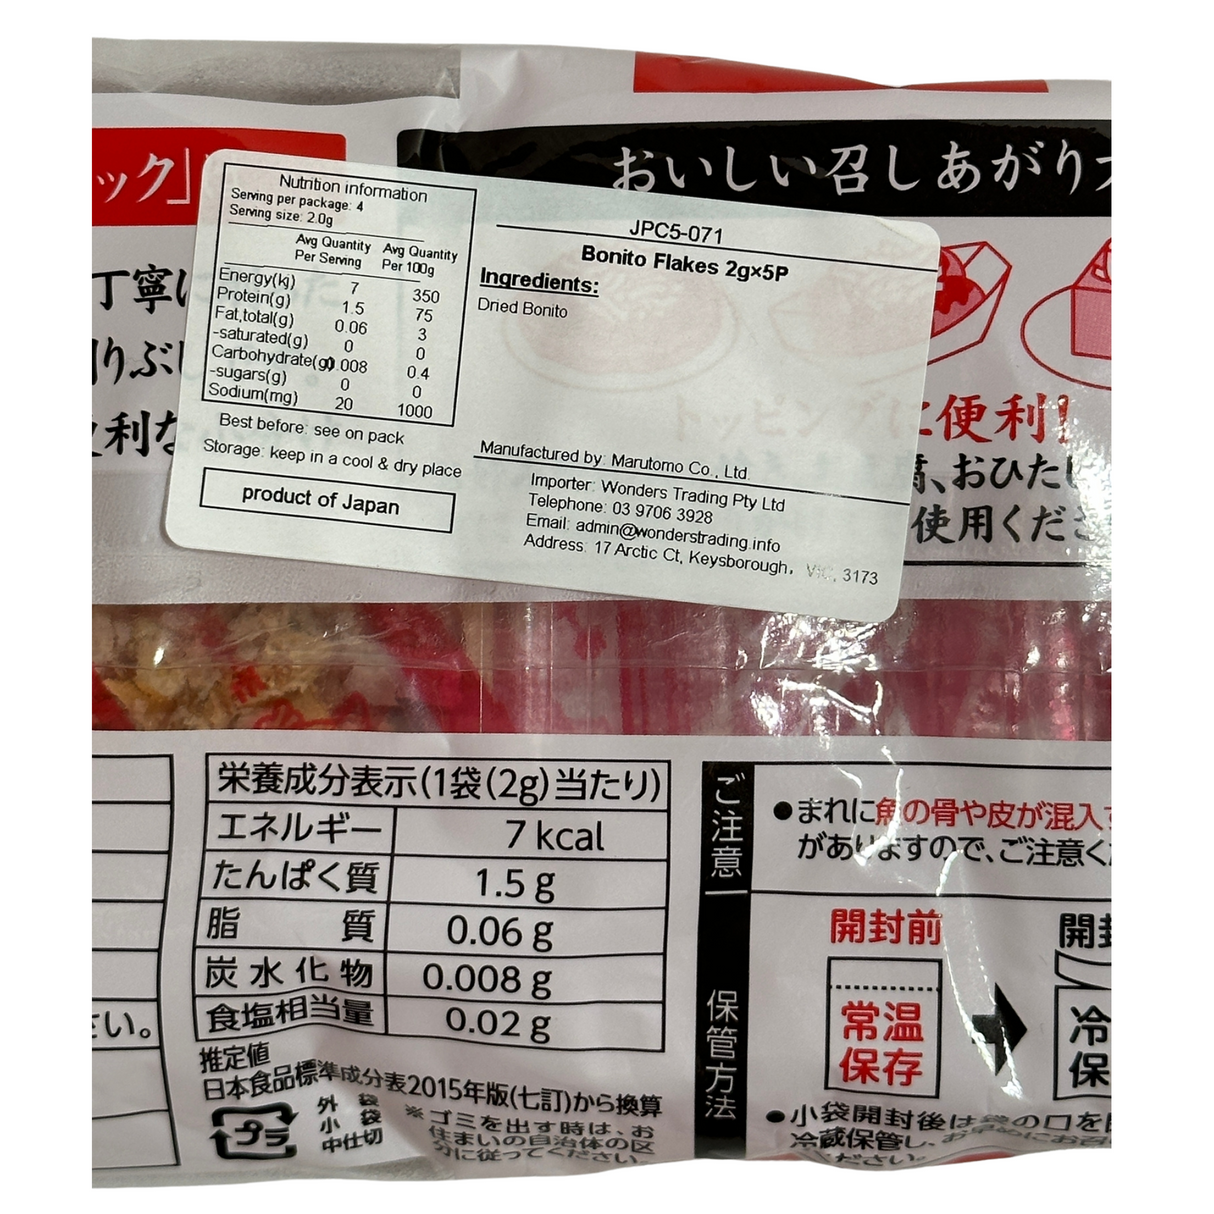 ック」
おいしい召しあがり
丁寧に
利な
Nutrition information
Serving per package: 4
Serving size: 2.0g
Avg Quantity Per Serving Avg Quantity Per 100g
Energy(kj) 7 350
Protein(g) 1.5 75
Fat,total(g) 0.06 3
-saturated(g) 0 0
Carbohydrate(g) 0.008 0.4
-sugars(g) 0 0
Sodium(mg) 20 1000
Best before: see on pack
Storage: keep in a cool & dry place
product of Japan
JPC5-071
Bonito Flakes 2g×5P
Ingredients:
Dried Bonito
Manufactured by: Marutomo Co., Ltd.
Importer: Wonders Trading Pty Ltd
Telephone: 03 9706 3928
Email: admin@wonderstrading.info
Address: 17 Arctic Ct, Keysborough, VIC, 3173
トッピングに便利!
、おひたし
使用くださ
さい。
栄養成分表示(1袋(2g)当たり)
エネルギー 7 kcal
たんぱく質 1.5 g
脂質 0.06 g
炭水化物 0.008 g
食塩相当量 0.02 g
推定値
日本食品標準成分表2015年版(七訂)から換算
プラ
外袋
小袋
中仕切
※ゴミを出す時は、お
住まいの自治体の区
分に従ってください。
ご注意
●まれに魚の骨や皮が混入す
がありますので、ご注意く
保管方法
開封前
常温
保存
開封
冷
保
●小袋開封後は袋の口を
冷蔵保管し、お早めにお召
ください。